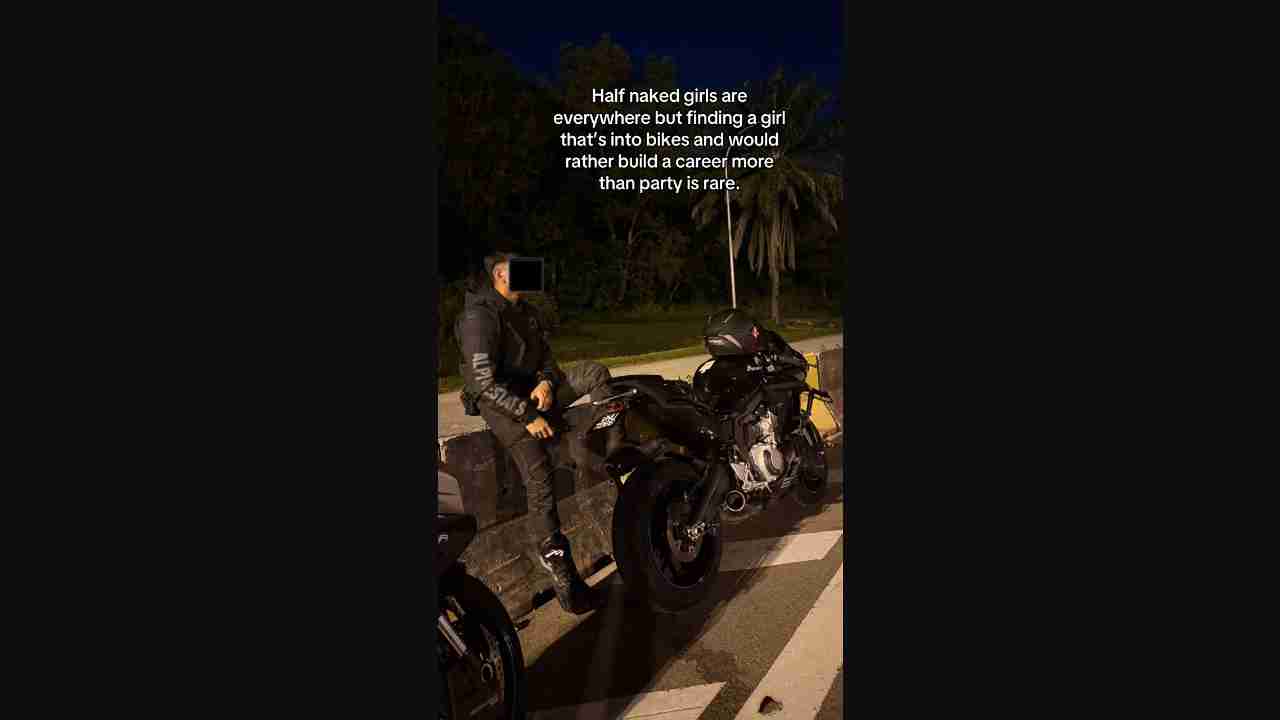 Half naked girls are
everywhere but finding a girl
that's into bikes and would
rather build a career more
than party is rare.
ALPINESTARS